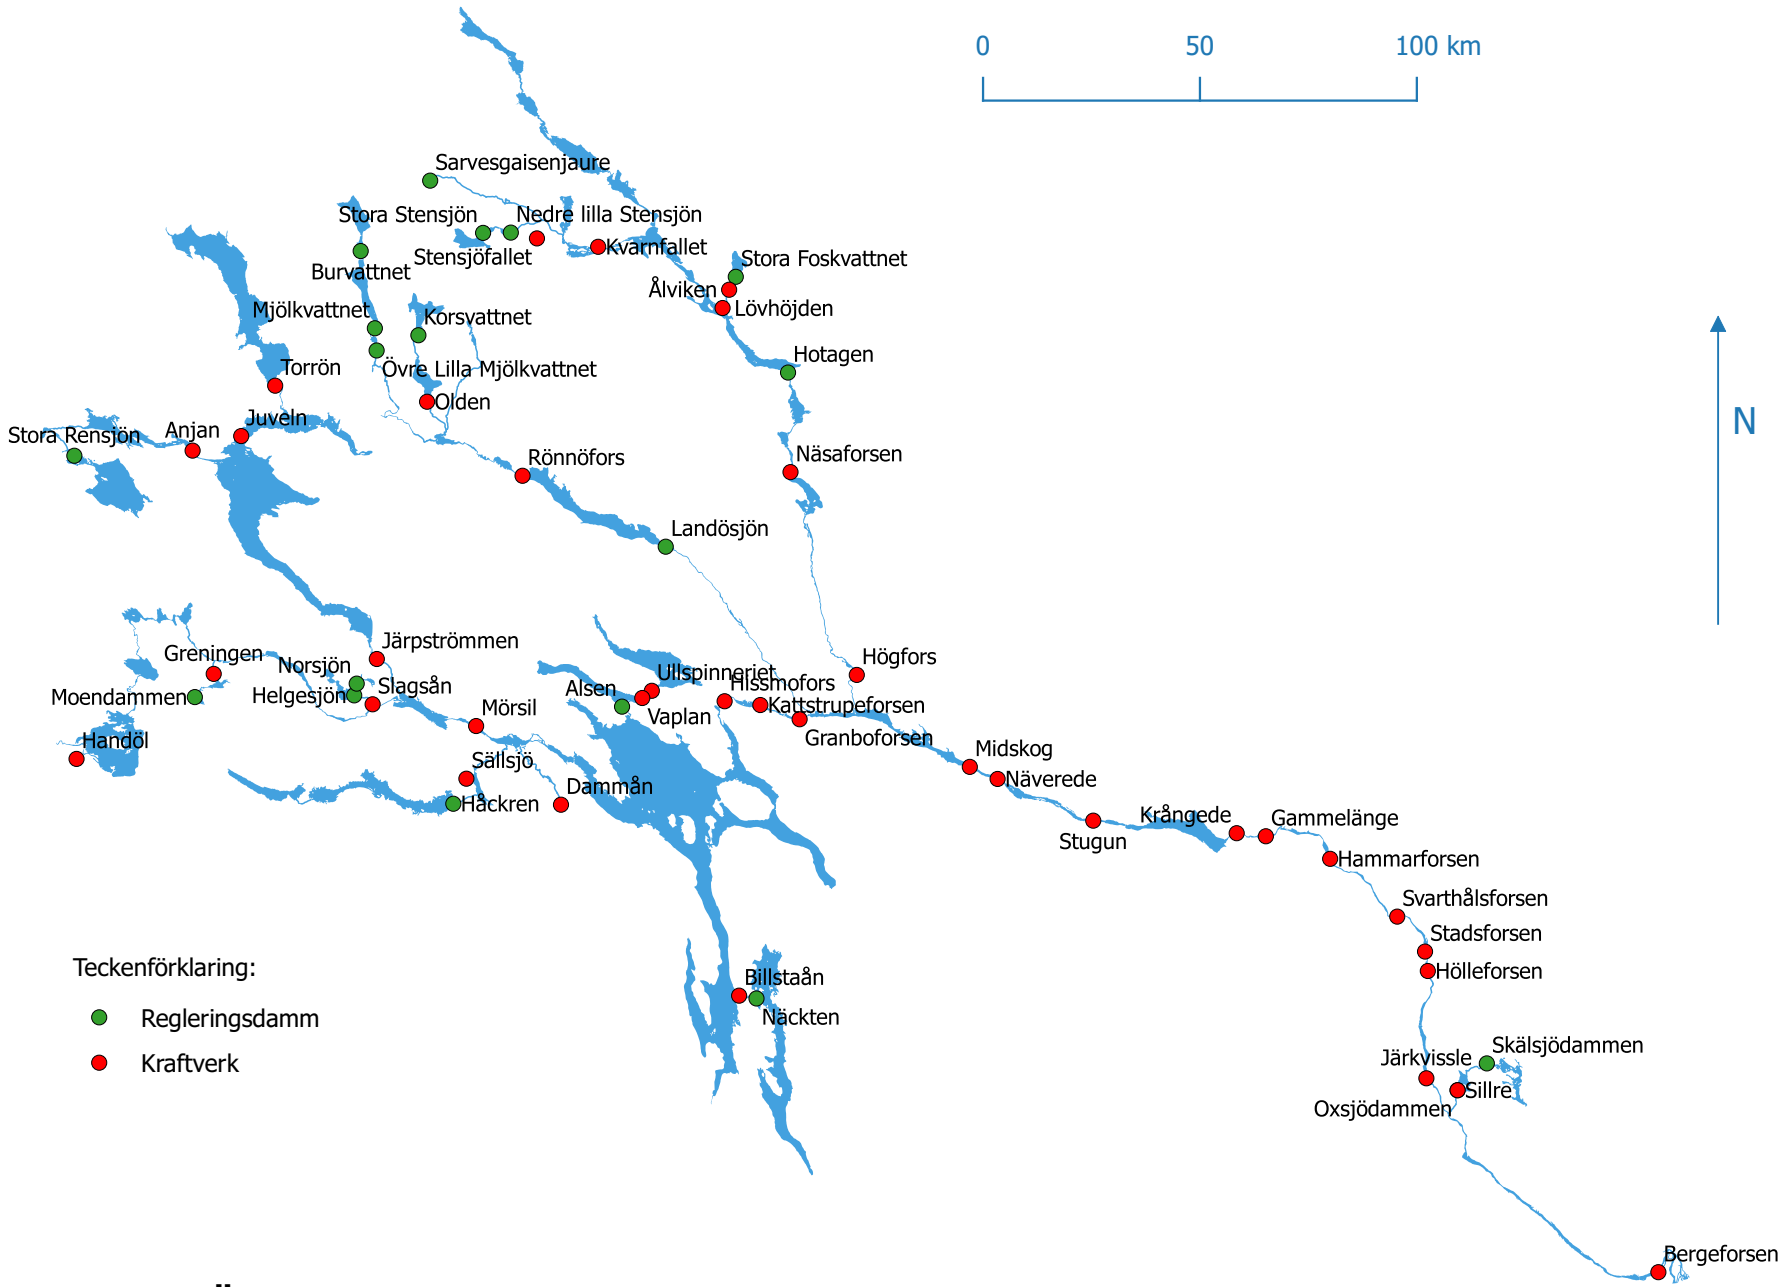 0 50 100 km
Sarvesgaisenjaure
Stora Stensjön
Nedre lilla Stensjön
Stensjöfallet
Kvarnfallet
Burvattnet
Stora Foskvattnet
Ålviken
Lövhöjden
Mjölkvattnet
Korsvattnet
Hotagen
Torrön
Övre Lilla Mjölkvattnet
Olden
Juveln
Anjan
Stora Rensjön
N
Rönnöfors
Näsaforsen
Landösjön
Järpströmmen
Greningen
Norsjön
Moendammen
Helgesjön
Slagsån
Högfors
Ullspinneriet
Alsen
Hissmofors
Vaplan
Kattstrupeforsen
Mörsil
Granboforsen
Handöl
Sällsjö
Midskog
Håckren
Dammån
Näverede
Stugun
Krångede
Gammelänge
Hammarforsen
Svarthålsforsen
Stadsforsen
Hölleforsen
Teckenförklaring:
Regleringsdamm
Kraftverk
Billstaån
Näckten
Järkvissle
Skälsjödammen
Sillre
Oxsjödammen
Bergeforsen